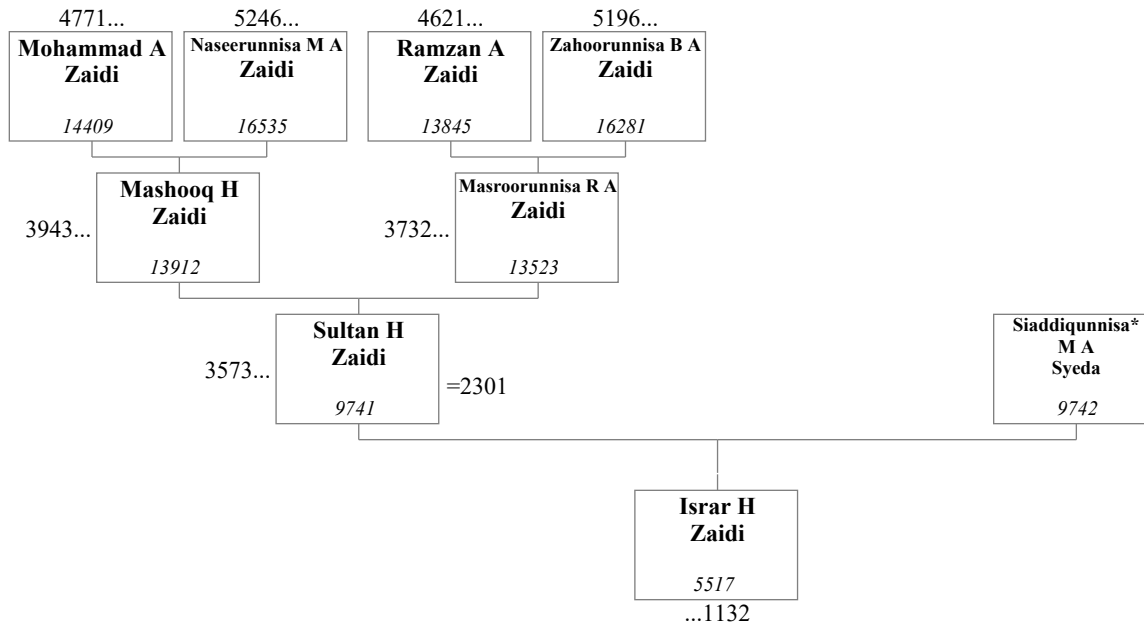 4771...
5246...
4621...
5196...
Mohammad A
Zaidi
14409
Naseerunnisa M A
Zaidi
16535
Ramzan A
Zaidi
13845
Zahoorunnisa B A
Zaidi
16281
3943...
Mashooq H
Zaidi
13912
3732...
Masroorunnisa R A
Zaidi
13523
3573...
Sultan H
Zaidi
9741
=2301
Siaddiqunnisa*
M A
Syeda
9742
Israr H
Zaidi
5517
...1132